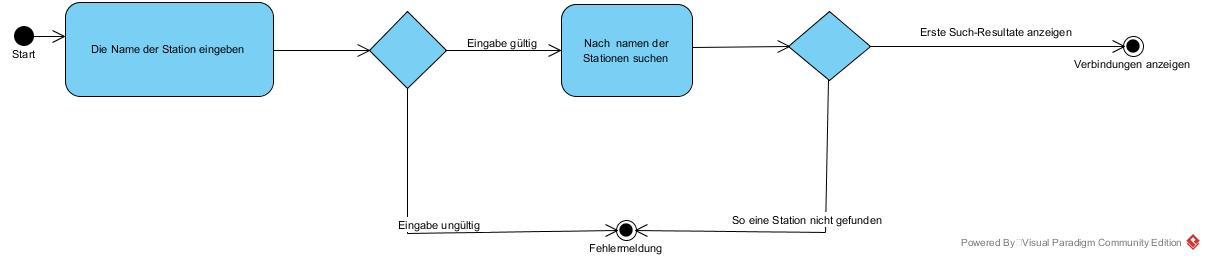 Start
Die Name der Station eingeben
Eingabe gültig
Nach namen der
Stationen suchen
Erste Such-Resultate anzeigen
Verbindungen anzeigen
Eingabe ungültig
So eine Station nicht gefunden
Fehlermeldung
Powered By Visual Paradigm Community Edition